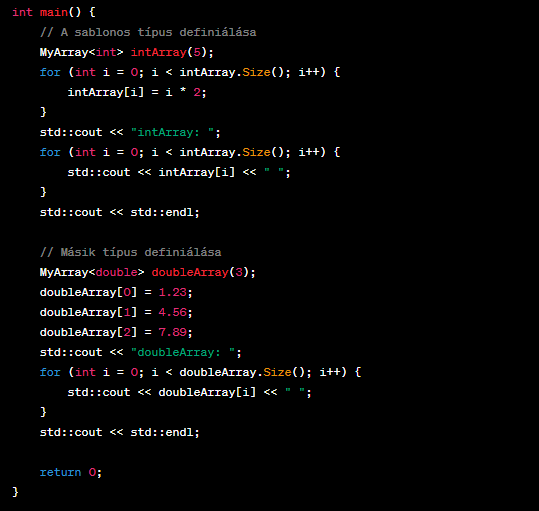 int main() {
    // A sablonos típus definiálása
    MyArray<int> intArray(5);
    for (int i = 0; i < intArray.Size(); i++) {
        intArray[i] = i * 2;
    }
    std::cout << "intArray: ";
    for (int i = 0; i < intArray.Size(); i++) {
        std::cout << intArray[i] << " ";
    }
    std::cout << std::endl;

    // Másik típus definiálása
    MyArray<double> doubleArray(3);
    doubleArray[0] = 1.23;
    doubleArray[1] = 4.56;
    doubleArray[2] = 7.89;
    std::cout << "doubleArray: ";
    for (int i = 0; i < doubleArray.Size(); i++) {
        std::cout << doubleArray[i] << " ";
    }
    std::cout << std::endl;

    return 0;
}